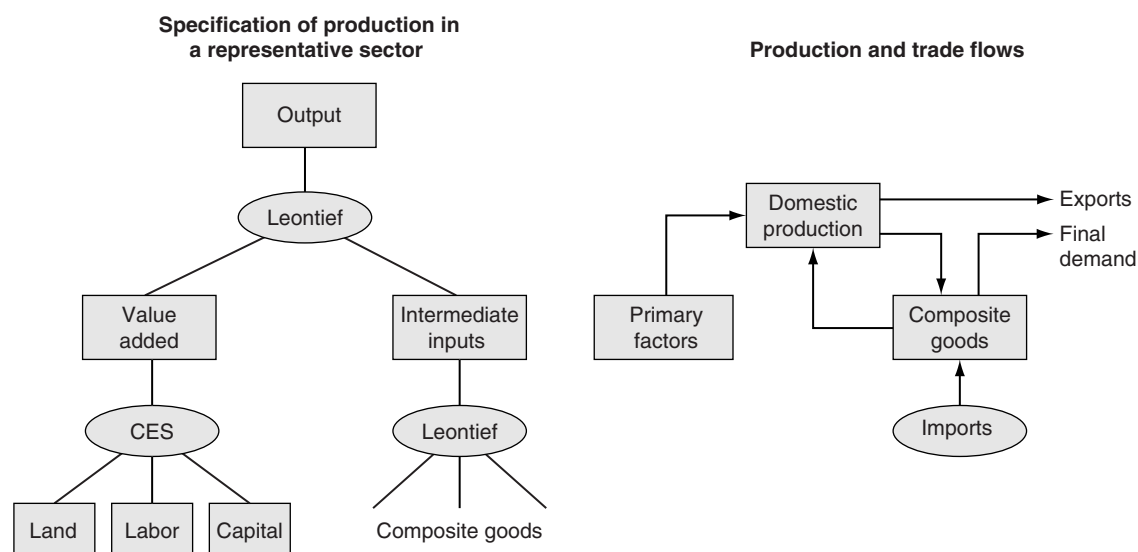 Specification of production in
a representative sector
Output
Leontief
Value
added
Intermediate
inputs
CES
Leontief
Land
Labor
Capital
Composite goods
Production and trade flows
Domestic
production
Exports
Final
demand
Primary
factors
Composite
goods
Imports